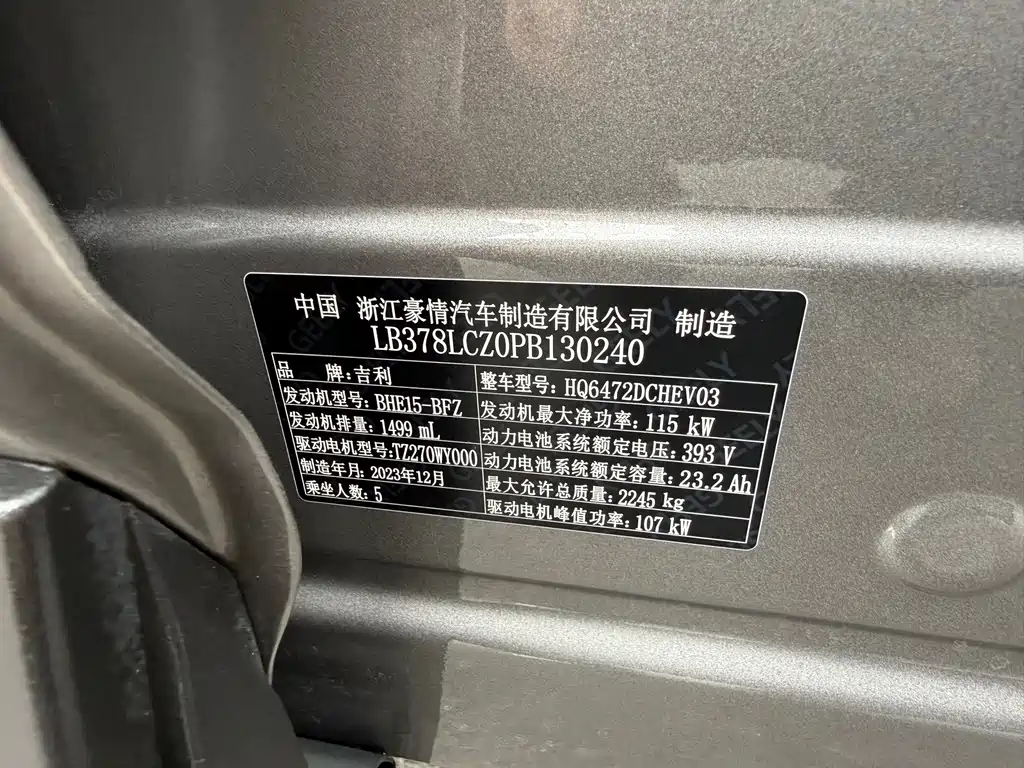 中国 浙江豪情汽车制造有限公司 制造
LB378LCZ0PB130240
品 牌:吉利
整车型号: HQ6472DCHEV03
发动机型号: BHE15-BFZ
发动机最大净功率: 115 kW
发动机排量: 1499 mL
动力电池系统额定电压: 393 V
驱动电机型号:TZ270WY000
动力电池系统额定容量: 23.2 Ah
制造年月: 2023年12月
最大允许总质量: 2245 kg
乘坐人数: 5
驱动电机峰值功率: 107 kW